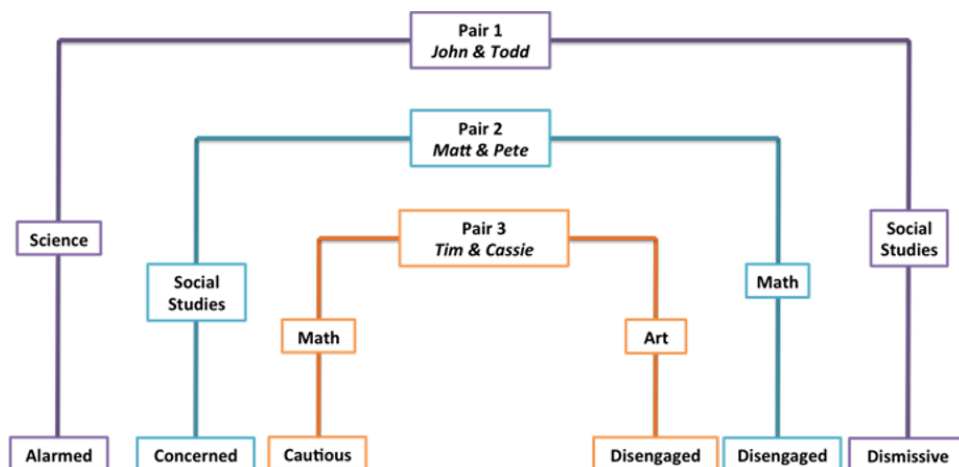 Pair 1
John & Todd
Pair 2
Matt & Pete
Pair 3
Tim & Cassie
Science
Social
Studies
Social
Studies
Math
Math
Art
Alarmed
Concerned
Cautious
Disengaged
Disengaged
Dismissive